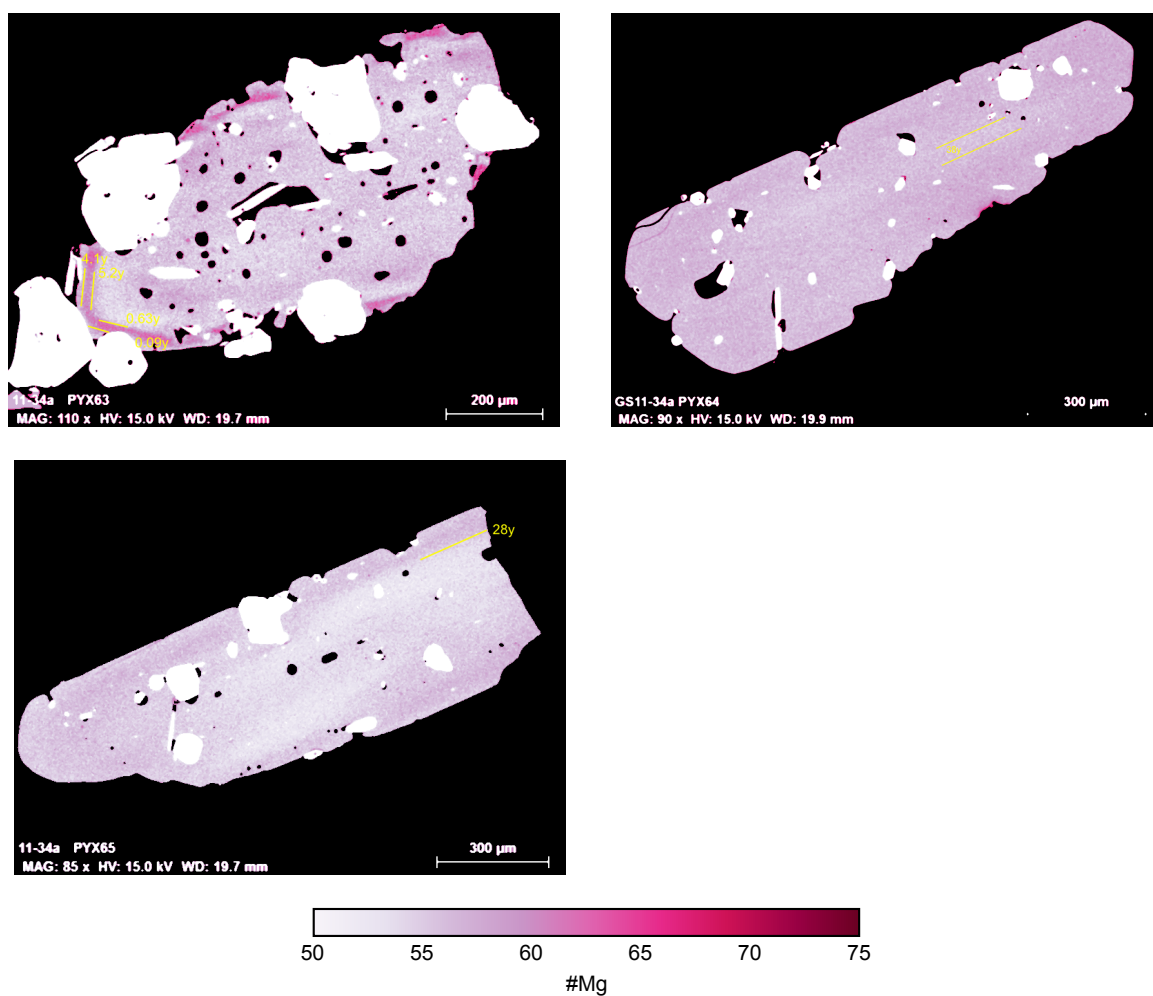 4.1y
5.2y
0.03y
0.09y
11-34a PYX63
200 µm
MAG: 110 x HV: 15.0 kV WD: 19.7 mm
GS11-34a PYX64
300 µm
MAG: 90 x HV: 15.0 kV WD: 19.9 mm
28y
11-34a PYX65
300 µm
MAG: 85 x HV: 15.0 kV WD: 19.7 mm
50 55 60 65 70 75
#Mg